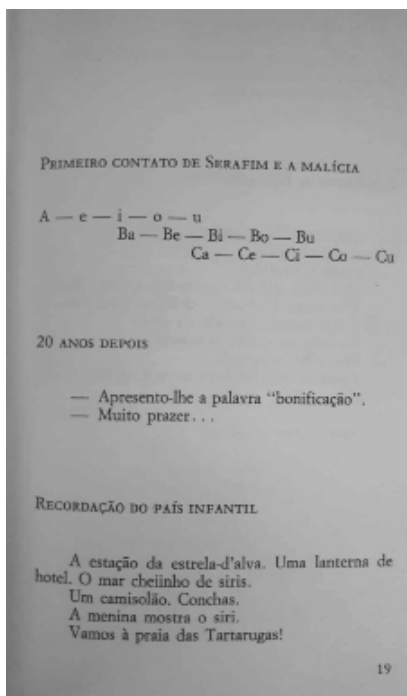 PRIMEIRO CONTATO DE SERAFIM E A MALÍCIA
A — e — i — o — u
Ba — Be — Bi — Bo — Bu
Ca — Ce — Ci — Co — Cu
20 ANOS DEPOIS
— Apresento-lhe a palavra “bonificação”.
— Muito prazer...
RECORDAÇÃO DO PAÍS INFANTIL
A estação da estrela-d'alva. Uma lanterna de
hotel. O mar cheiinho de siris.
Um camisolão. Conchas.
A menina mostra o siri.
Vamos à praia das Tartarugas!
19